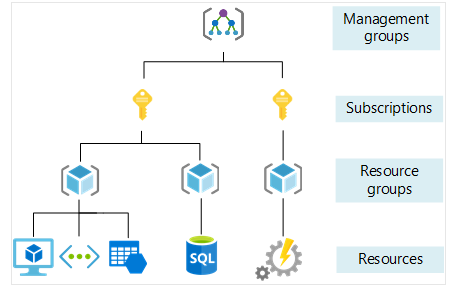 Management
groups
Subscriptions
Resource
groups
SQL
Resources